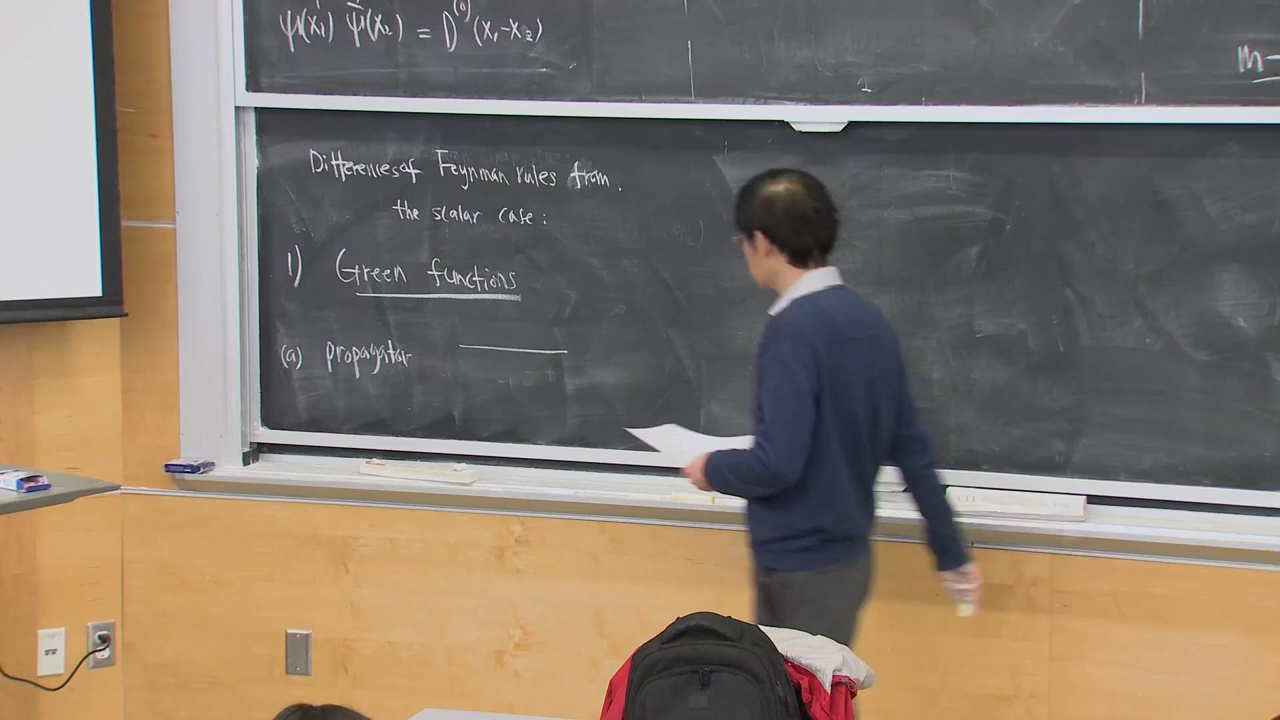 ψ(x₁) ψ̄(x₂) = D⁽⁰⁾(x₁-x₂)
m-
Differences of Feynman rules from.
the scalar case:
1) Green functions
(a) propagator